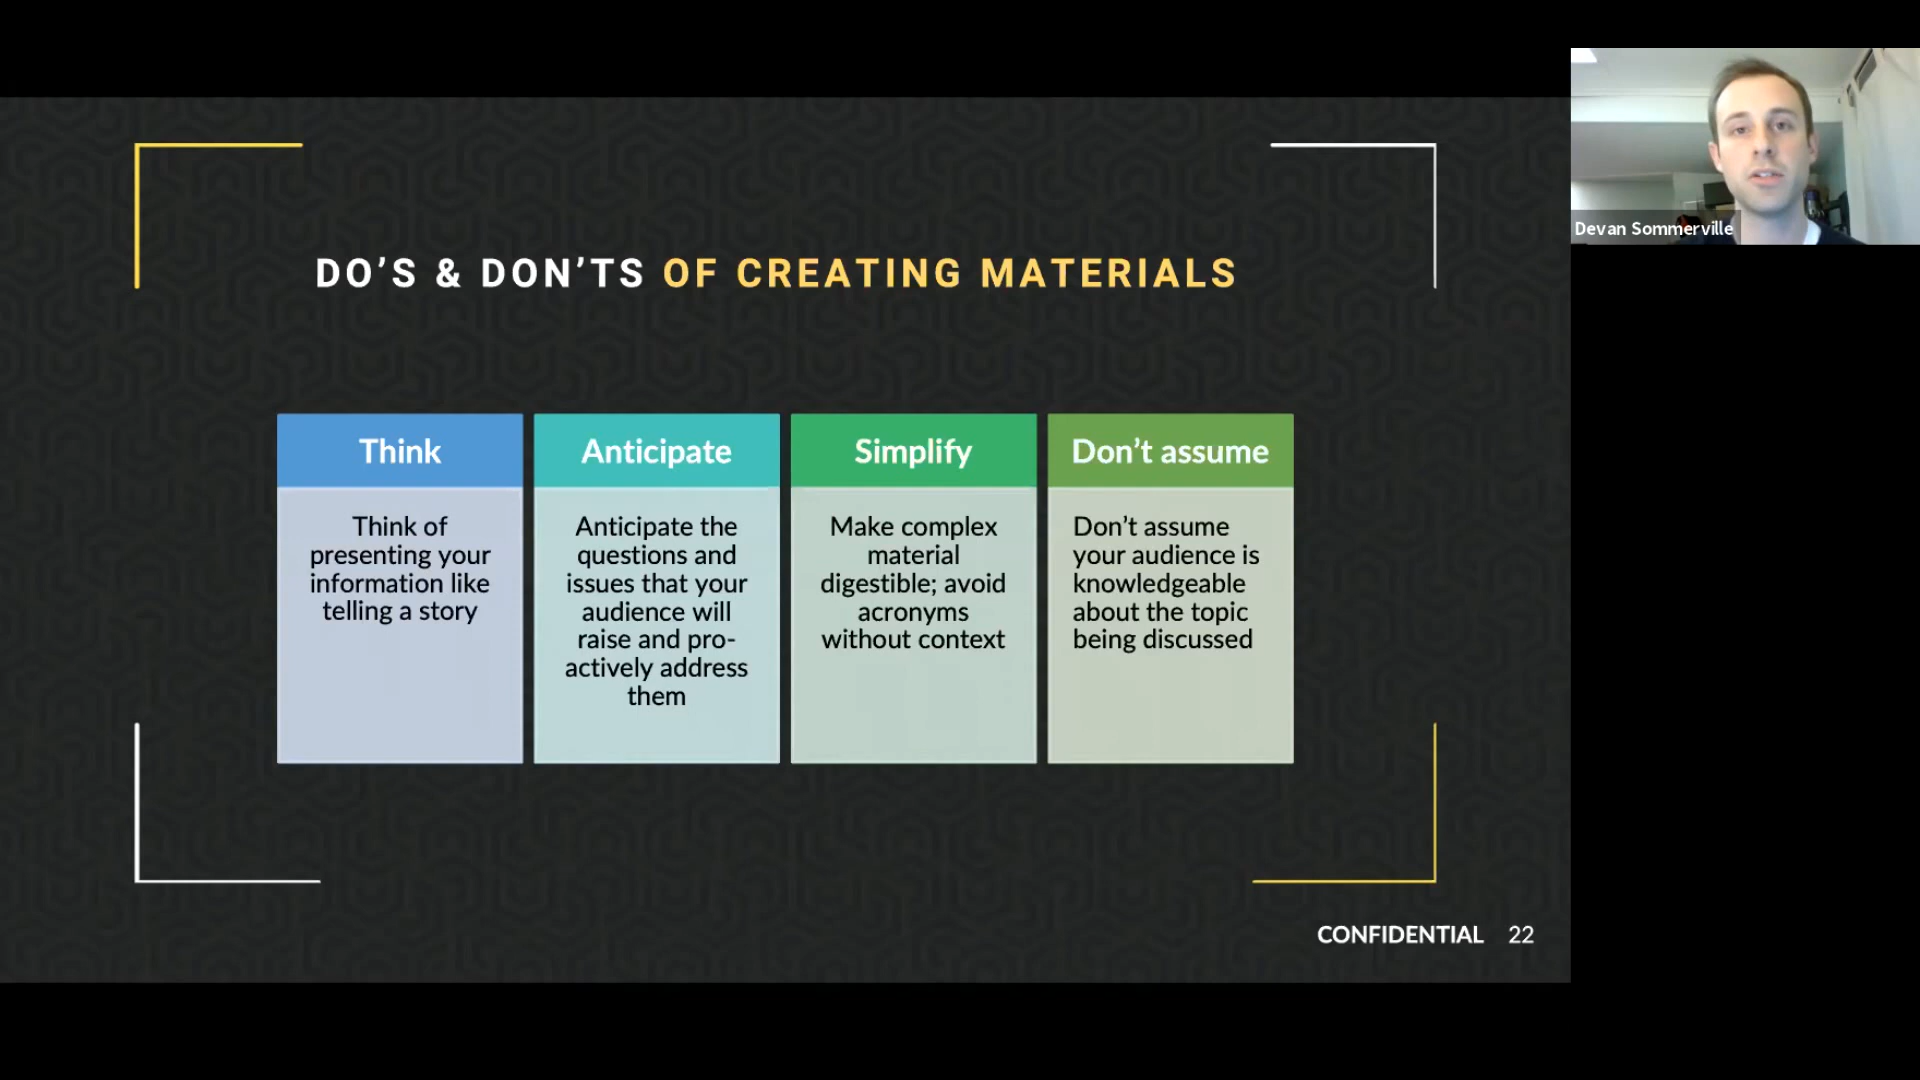 DO’S & DON’TS OF CREATING MATERIALS
Think
Think of
presenting your
information like
telling a story
Anticipate
Anticipate the
questions and
issues that your
audience will
raise and pro-
actively address
them
Simplify
Make complex
material
digestible; avoid
acronyms
without context
Don’t assume
Don’t assume
your audience is
knowledgeable
about the topic
being discussed
CONFIDENTIAL 22
Devan Sommerville